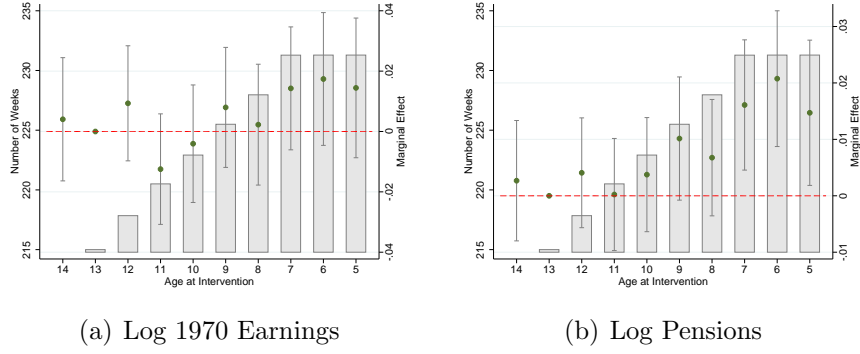 235
230
225
220
215
Number of Weeks
.04
.02
0
-.02
-.04
Marginal Effect
14 13 12 11 10 9 8 7 6 5
Age at Intervention
(a) Log 1970 Earnings
235
230
225
220
215
Number of Weeks
.03
.02
.01
0
-.01
Marginal Effect
14 13 12 11 10 9 8 7 6 5
Age at Intervention
(b) Log Pensions